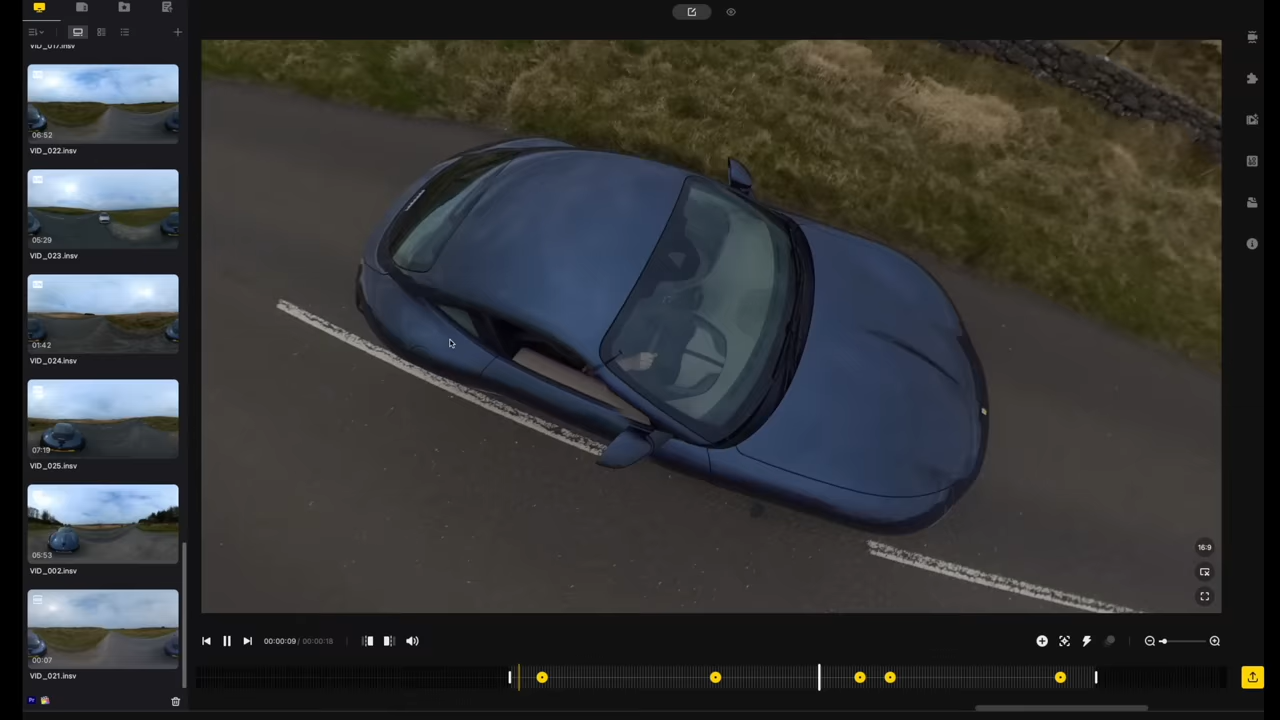 VID_017.insv
06:52
VID_022.insv
05:29
VID_023.insv
01:42
VID_024.insv
07:19
VID_025.insv
05:53
VID_002.insv
00:07
VID_021.insv
Pr
16:9
00:00:09 / 00:00:18